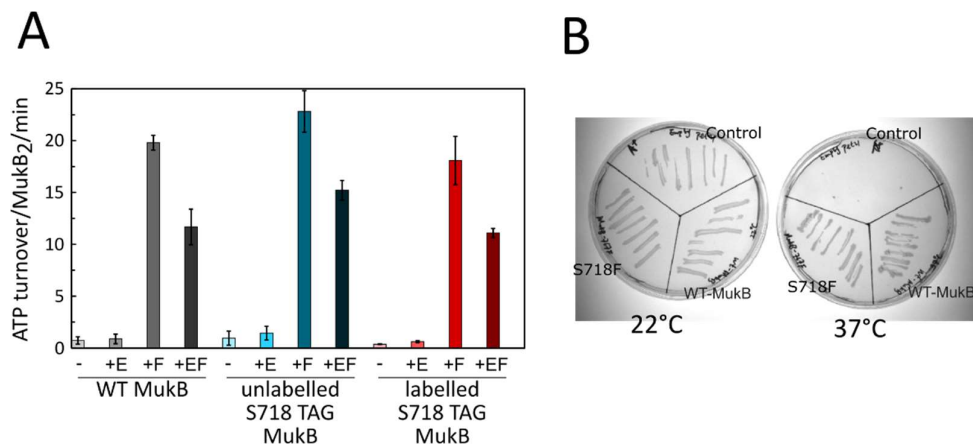 A
B
ATP turnover/MukB2/min
25
20
15
10
5
0
- +E +F +EF - +E +F +EF - +E +F +EF
WT MukB
unlabelled
S718 TAG
MukB
labelled
S718 TAG
MukB
Control
S718F
WT-MukB
22°C
Control
S718F
WT-MukB
37°C